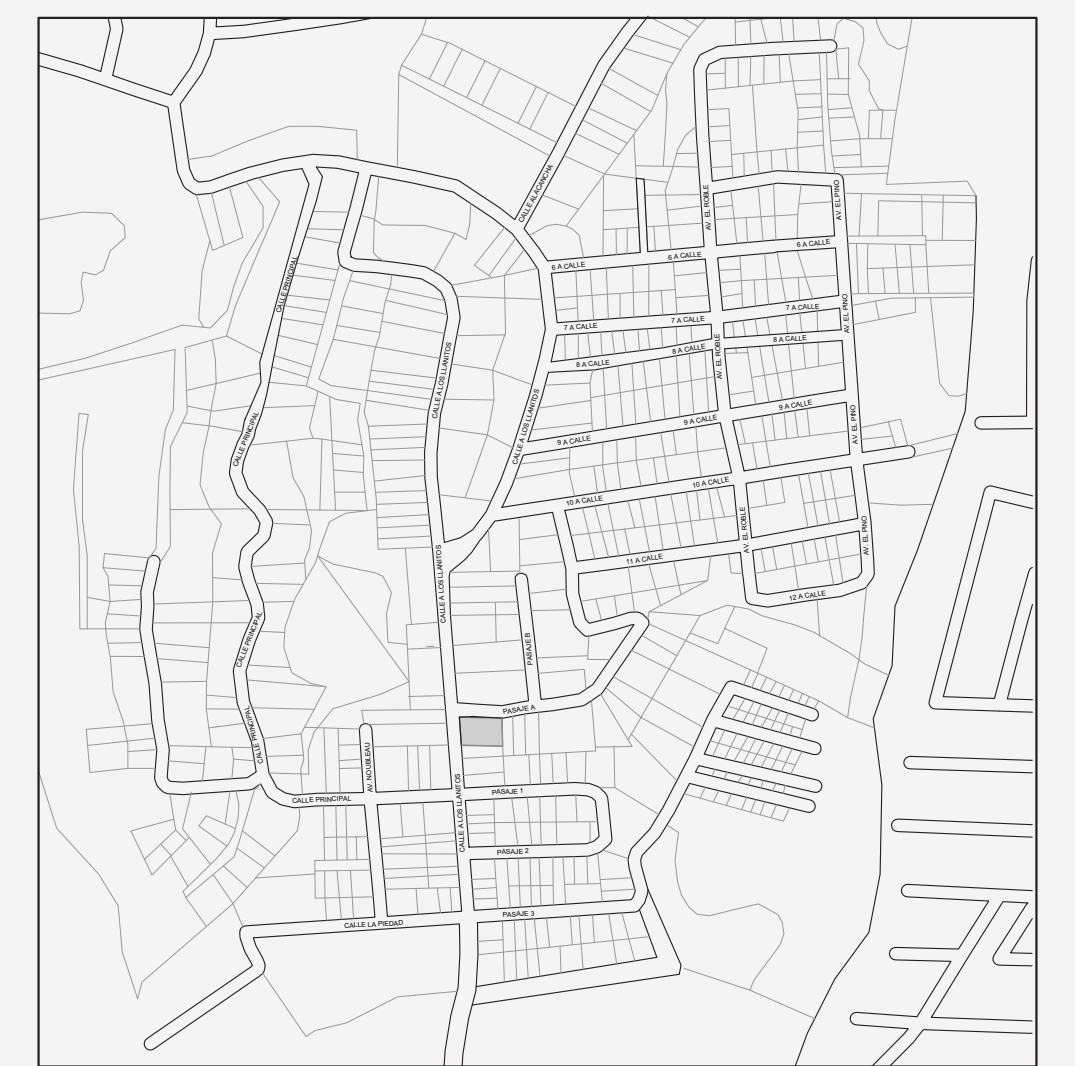 CALLE ALACANCHA
AV. EL ROBLE
AV. EL PINO
6 A CALLE
6 A CALLE
6 A CALLE
CALLE PRINCIPAL
7 A CALLE
7 A CALLE
7 A CALLE
AV. EL PINO
8 A CALLE
8 A CALLE
8 A CALLE
AV. EL ROBLE
CALLE A LOS LLANITOS
CALLE A LOS LLANITOS
9 A CALLE
9 A CALLE
9 A CALLE
AV. EL PINO
CALLE PRINCIPAL
10 A CALLE
10 A CALLE
AV. EL ROBLE
AV. EL PINO
11 A CALLE
12 A CALLE
CALLE A LOS LLANITOS
CALLE PRINCIPAL
PASAJE B
PASAJE A
CALLE PRINCIPAL
AV. NOUBLEAU
CALLE PRINCIPAL
CALLE A LOS LLANITOS
PASAJE 1
PASAJE 2
PASAJE 3
CALLE LA PIEDAD